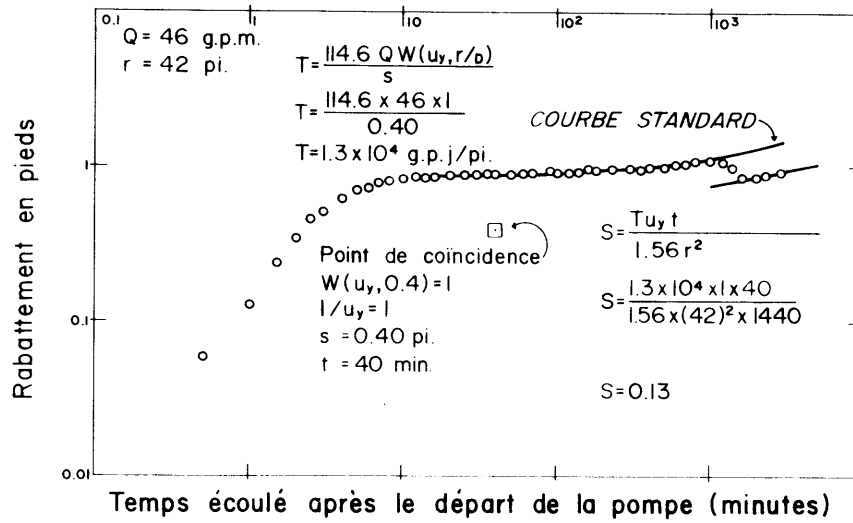 0.1 1 10 10² 10³
Q = 46 g.p.m.
r = 42 pi.
T = 114.6 Q W(uy, r/D) / s
T = 114.6 x 46 x 1 / 0.40
T = 1.3 x 10⁴ g.p.j/pi.
COURBE STANDARD
1
Point de coïncidence
W(uy, 0.4) = 1
1/uy = 1
s = 0.40 pi.
t = 40 min.
S = Tuy t / 1.56 r²
S = 1.3 x 10⁴ x 1 x 40 / 1.56 x (42)² x 1440
S = 0.13
0.1
0.01
Rabattement en pieds
Temps écoulé après le départ de la pompe (minutes)